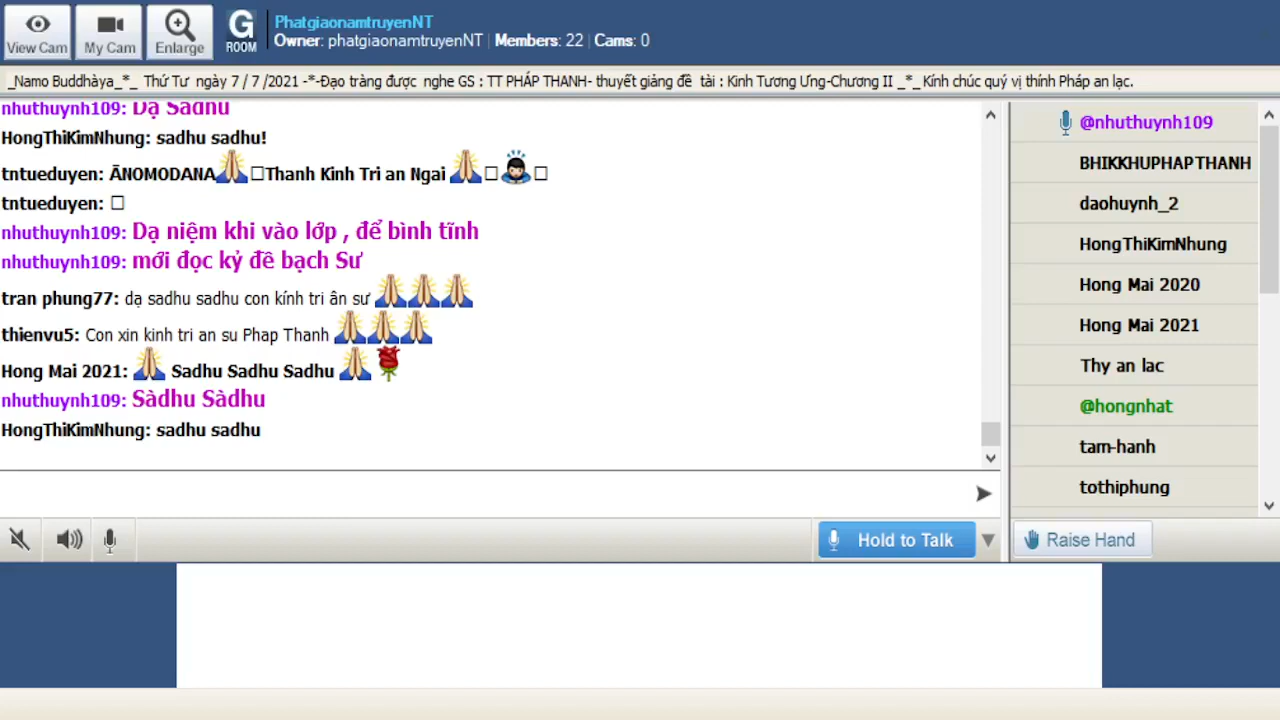 View Cam
My Cam
Enlarge
G
ROOM
PhatgiaonamtruyenNT
Owner: phatgiaonamtruyenNT | Members: 22 | Cams: 0
_Namo Buddhàya_*_ Thứ Tư ngày 7 / 7 /2021 -*-Đạo tràng được nghe GS : TT PHÁP THANH- thuyết giảng đề tài : Kinh Tương Ưng-Chương II _*_Kính chúc quý vị thính Pháp an lạc.
nhuthuynh109: Dạ Sadhu
HongThiKimNhung: sadhu sadhu!
tntueduyen: ĀNOMODANA🙏□Thanh Kinh Tri an Ngai 🙏□🙇□
tntueduyen: □
nhuthuynh109: Dạ niệm khi vào lớp , để bình tĩnh
nhuthuynh109: mới đọc kỷ đề bạch Sư
tran phung77: dạ sadhu sadhu con kính tri ân sư 🙏🙏🙏
thienvu5: Con xin kinh tri an su Phap Thanh 🙏🙏🙏
Hong Mai 2021: 🙏 Sadhu Sadhu Sadhu 🙏🌹
nhuthuynh109: Sàdhu Sàdhu
HongThiKimNhung: sadhu sadhu
@nhuthuynh109
BHIKKHUPHAPTHANH
daohuynh_2
HongThiKimNhung
Hong Mai 2020
Hong Mai 2021
Thy an lac
@hongnhat
tam-hanh
tothiphung
Hold to Talk
Raise Hand